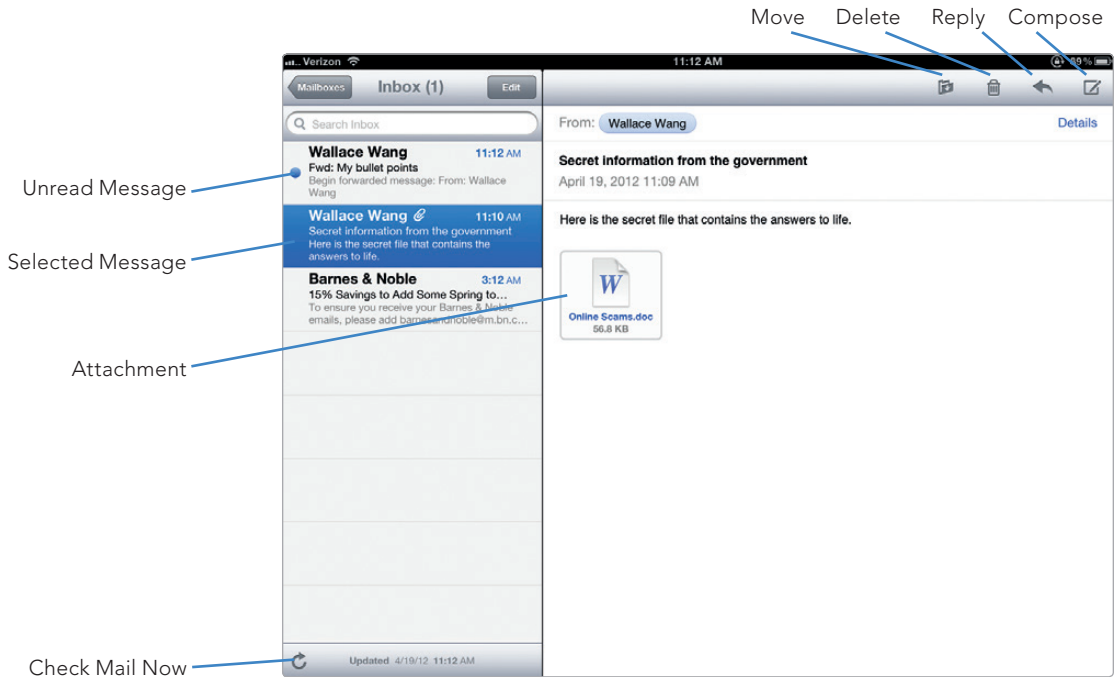 Move Delete Reply Compose
Verizon 11:12 AM 89%
Mailboxes Inbox (1) Edit
Search Inbox
Wallace Wang 11:12 AM
Fwd: My bullet points
Begin forwarded message: From: Wallace
Wang
Unread Message
Wallace Wang 11:10 AM
Secret information from the government
Here is the secret file that contains the
answers to life.
Selected Message
Barnes & Noble 3:12 AM
15% Savings to Add Some Spring to...
To ensure you receive your Barnes & Noble
emails, please add barnesandnoble@m.bn.c...
Attachment
Check Mail Now
Updated 4/19/12 11:12 AM
From: Wallace Wang Details
Secret information from the government
April 19, 2012 11:09 AM
Here is the secret file that contains the answers to life.
W
Online Scams.doc
56.8 KB